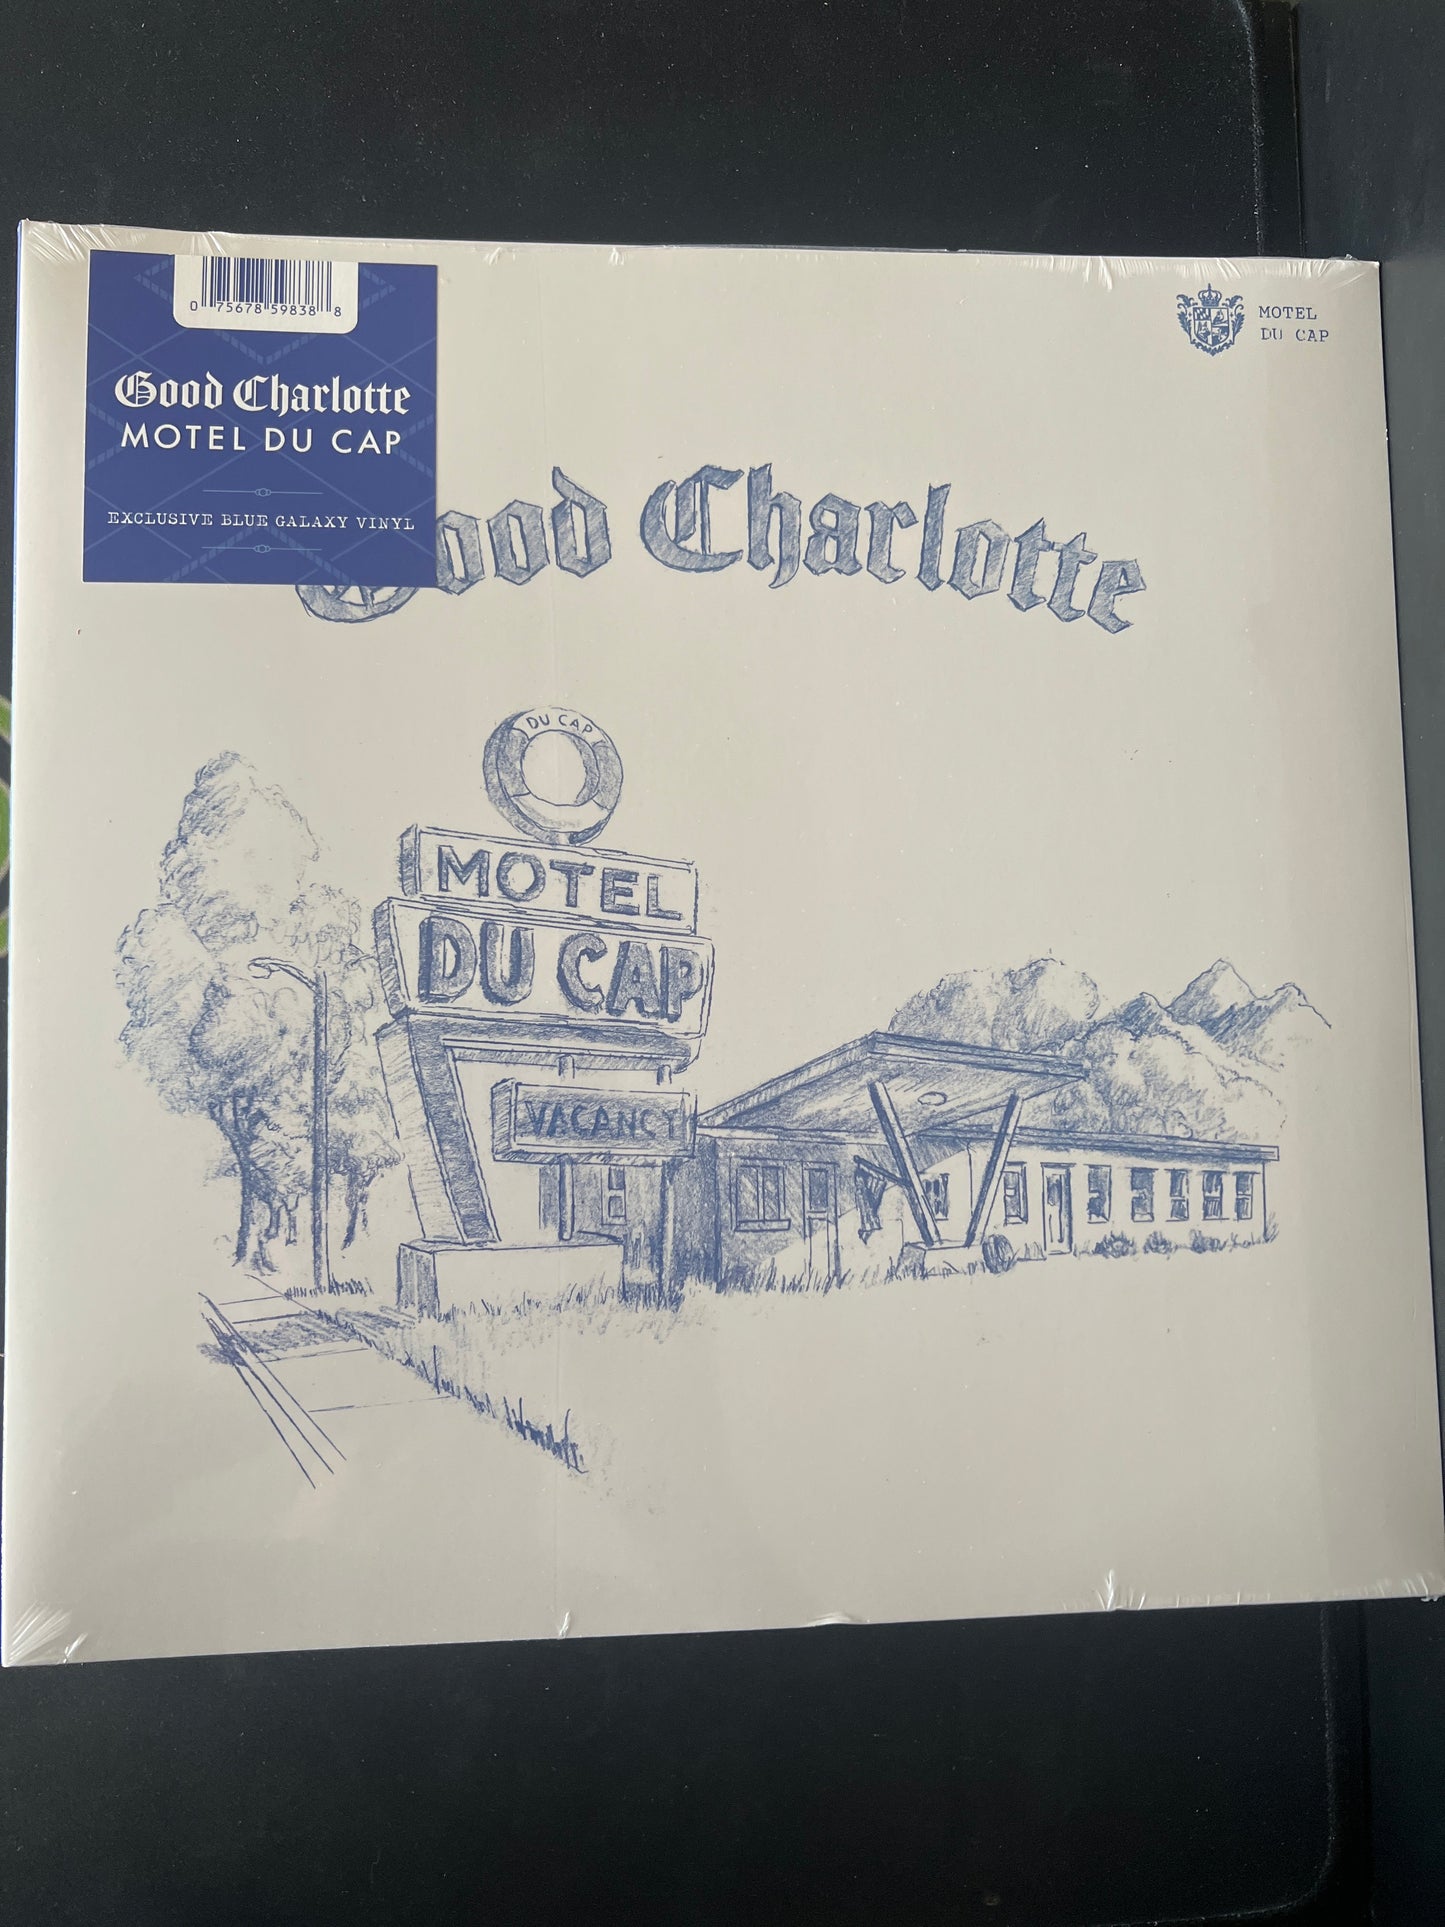 0 75678 59838 8
Good Charlotte
MOTEL DU CAP
EXCLUSIVE BLUE GALAXY VINYL
MOTEL
DU CAP
Good Charlotte
DU CAP
MOTEL
DU CAP
VACANCY